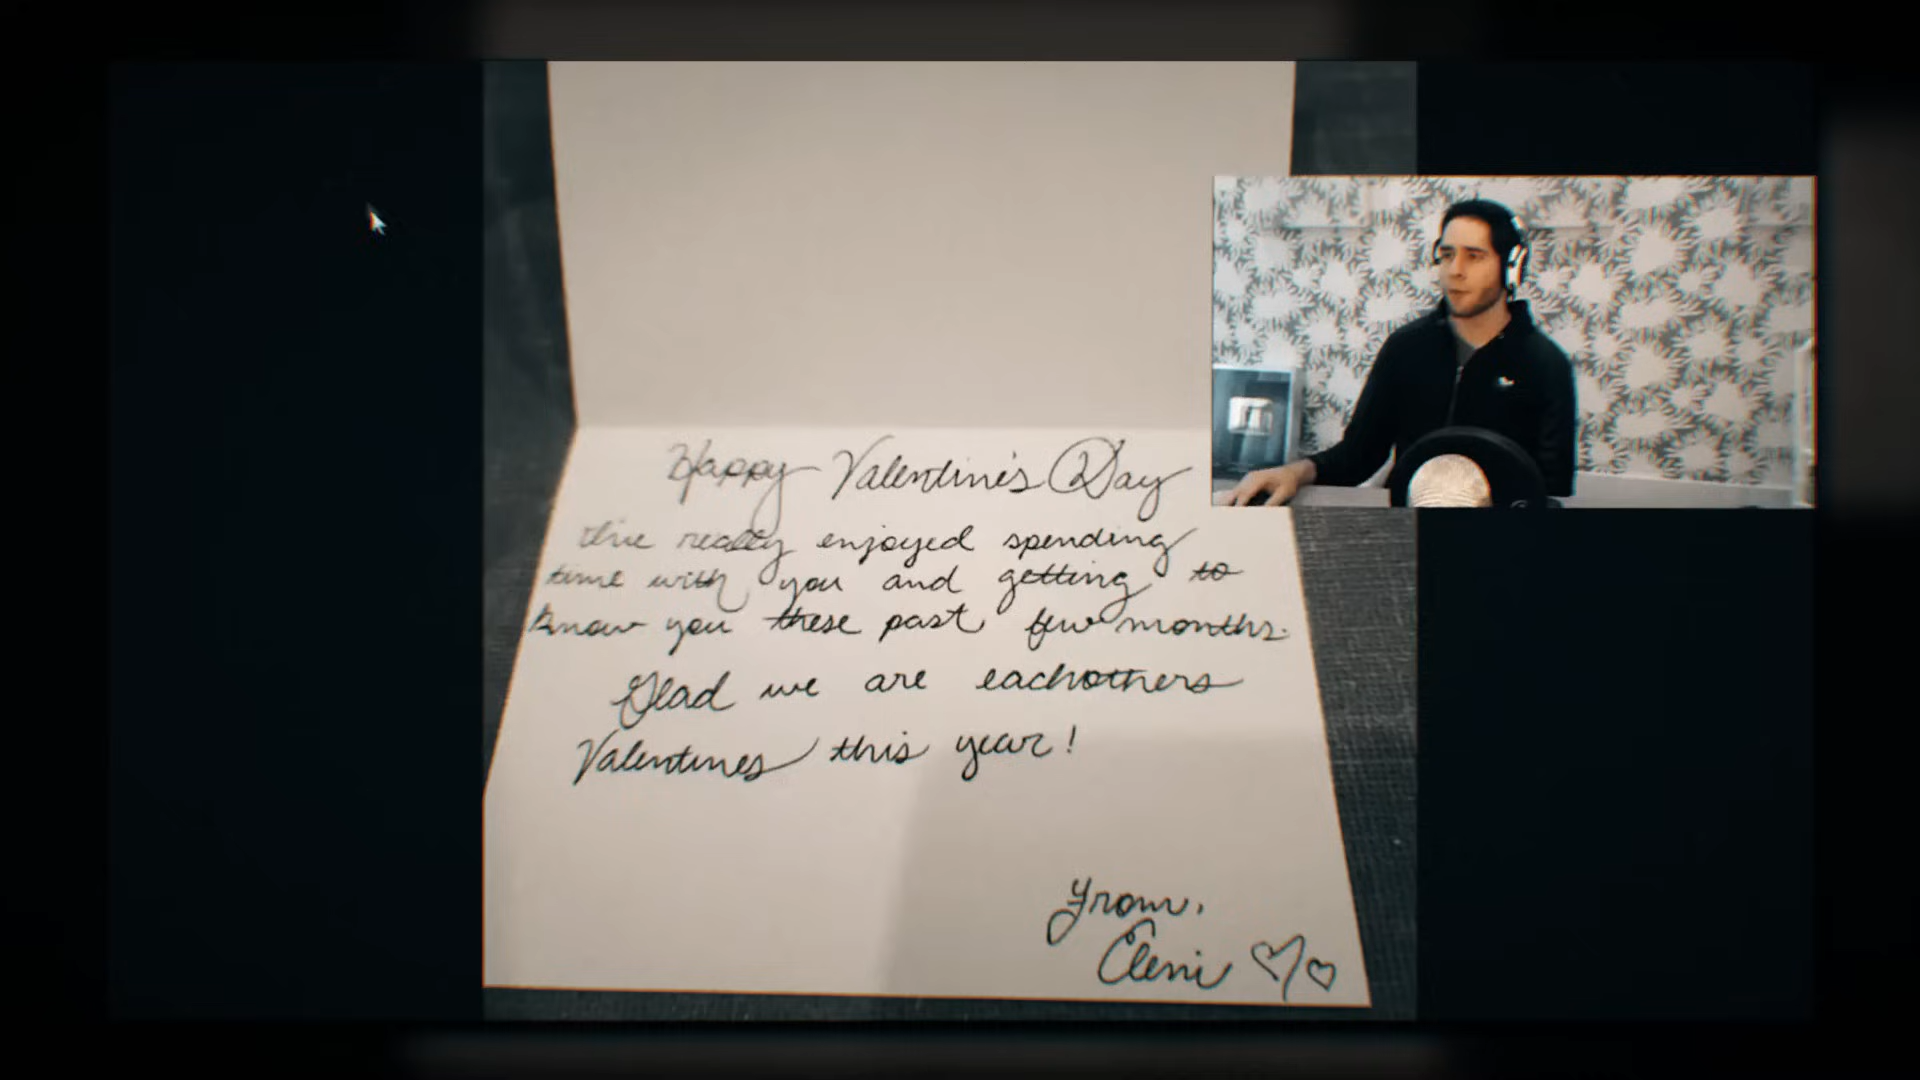 Happy Valentine's Day
I've really enjoyed spending
time with you and getting to
know you these past few months.
Glad we are eachothers
Valentines this year!
From,
Eleni